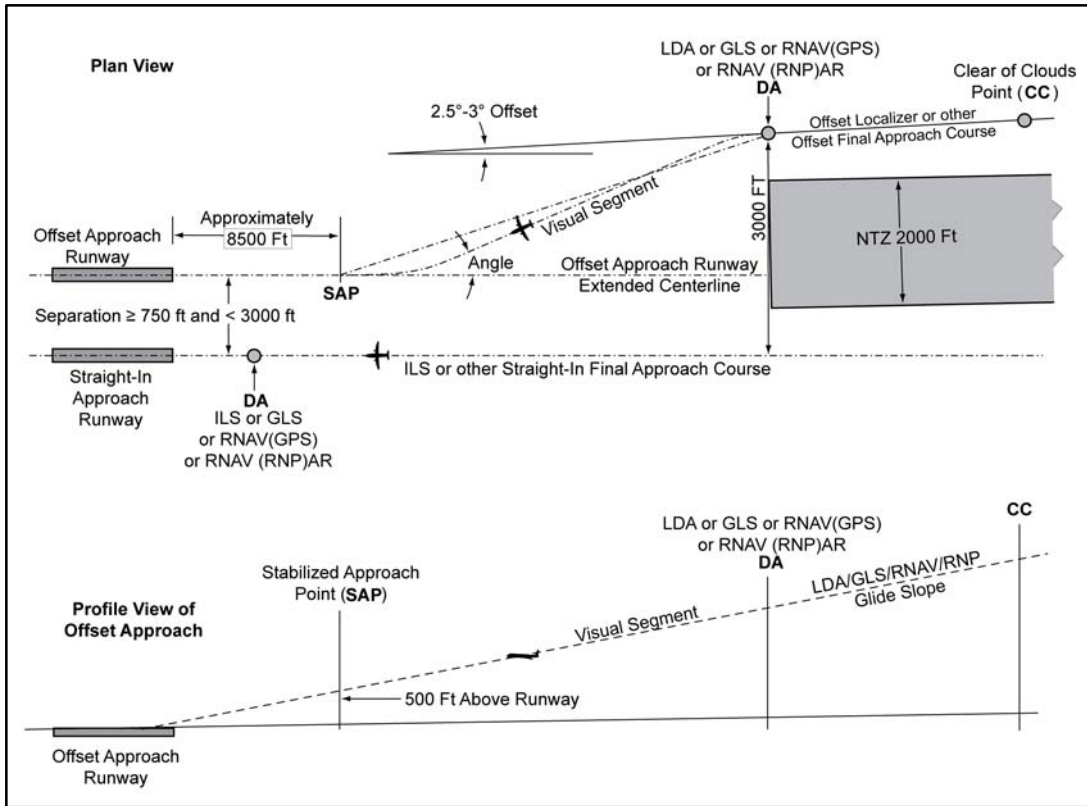 Plan View
LDA or GLS or RNAV(GPS)
or RNAV (RNP)AR
DA
Clear of Clouds
Point (CC)
2.5°-3° Offset
Offset Localizer or other
Offset Final Approach Course
Visual Segment
3000 FT
NTZ 2000 Ft
Approximately
8500 Ft
Offset Approach
Runway
Angle
SAP
Offset Approach Runway
Extended Centerline
Separation ≥ 750 ft and < 3000 ft
ILS or other Straight-In Final Approach Course
Straight-In
Approach
Runway
DA
ILS or GLS
or RNAV(GPS)
or RNAV (RNP)AR
CC
LDA or GLS or RNAV(GPS)
or RNAV (RNP)AR
DA
Stabilized Approach
Point (SAP)
LDA/GLS/RNAV/RNP
Glide Slope
Profile View of
Offset Approach
Visual Segment
500 Ft Above Runway
Offset Approach
Runway